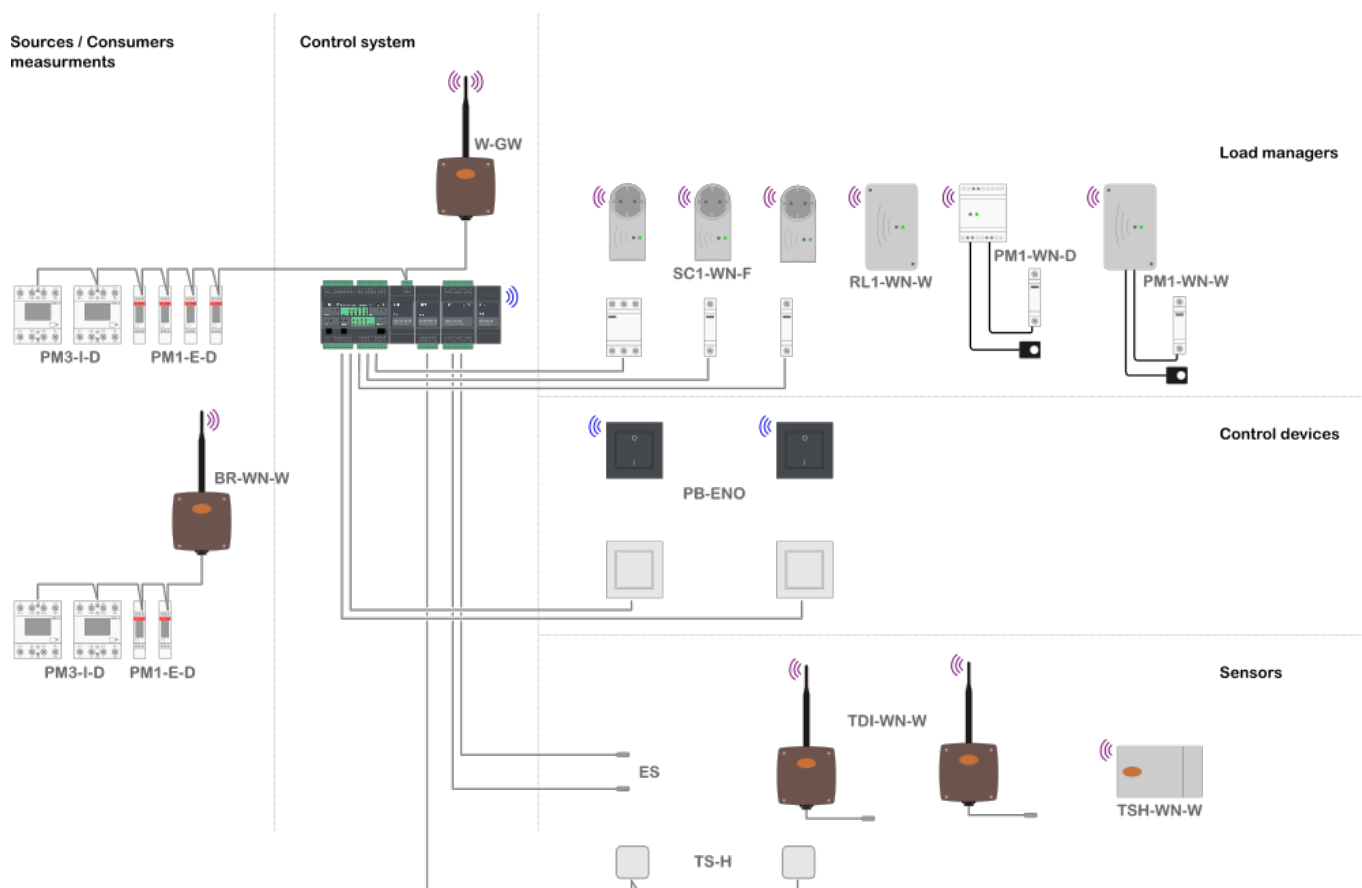 Sources / Consumers
measurments
Control system
W-GW
Load managers
SC1-WN-F
RL1-WN-W
PM1-WN-D
PM1-WN-W
PM3-I-D
PM1-E-D
BR-WN-W
Control devices
PB-ENO
PM3-I-D
PM1-E-D
Sensors
TDI-WN-W
ES
TSH-WN-W
TS-H